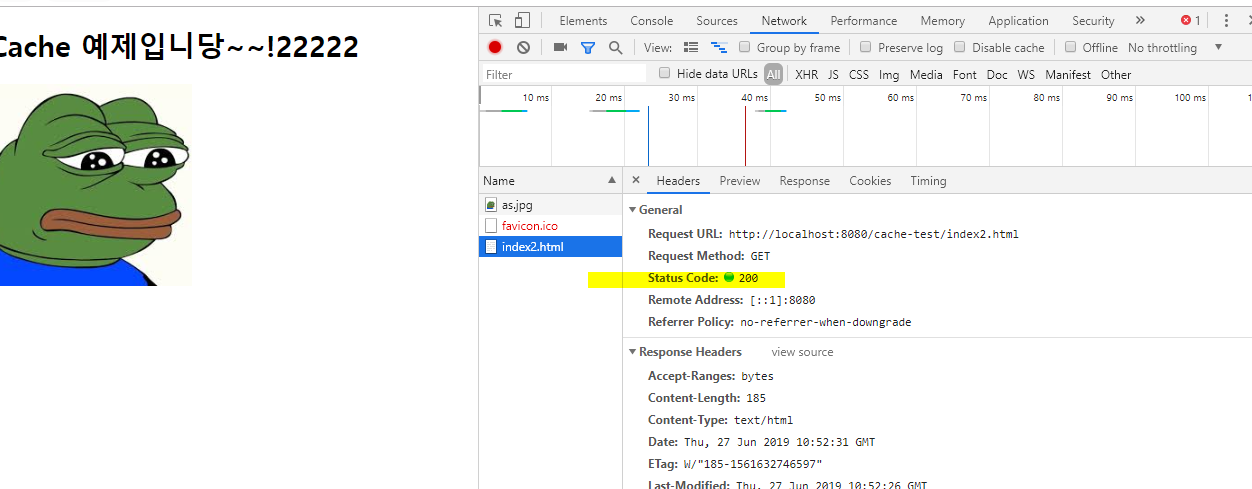 Cache 예제입니당~~!22222
Elements Console Sources Network Performance Memory Application Security » 1
View: Group by frame Preserve log Disable cache Offline No throttling
Filter Hide data URLs All XHR JS CSS Img Media Font Doc WS Manifest Other
10 ms 20 ms 30 ms 40 ms 50 ms 60 ms 70 ms 80 ms 90 ms 100 ms
Name × Headers Preview Response Cookies Timing
as.jpg
favicon.ico
index2.html
General
Request URL: http://localhost:8080/cache-test/index2.html
Request Method: GET
Status Code: 200
Remote Address: [::1]:8080
Referrer Policy: no-referrer-when-downgrade
Response Headers view source
Accept-Ranges: bytes
Content-Length: 185
Content-Type: text/html
Date: Thu, 27 Jun 2019 10:52:31 GMT
ETag: W/"185-1561632746597"
Last-Modified: Thu, 27 Jun 2019 10:52:26 GMT